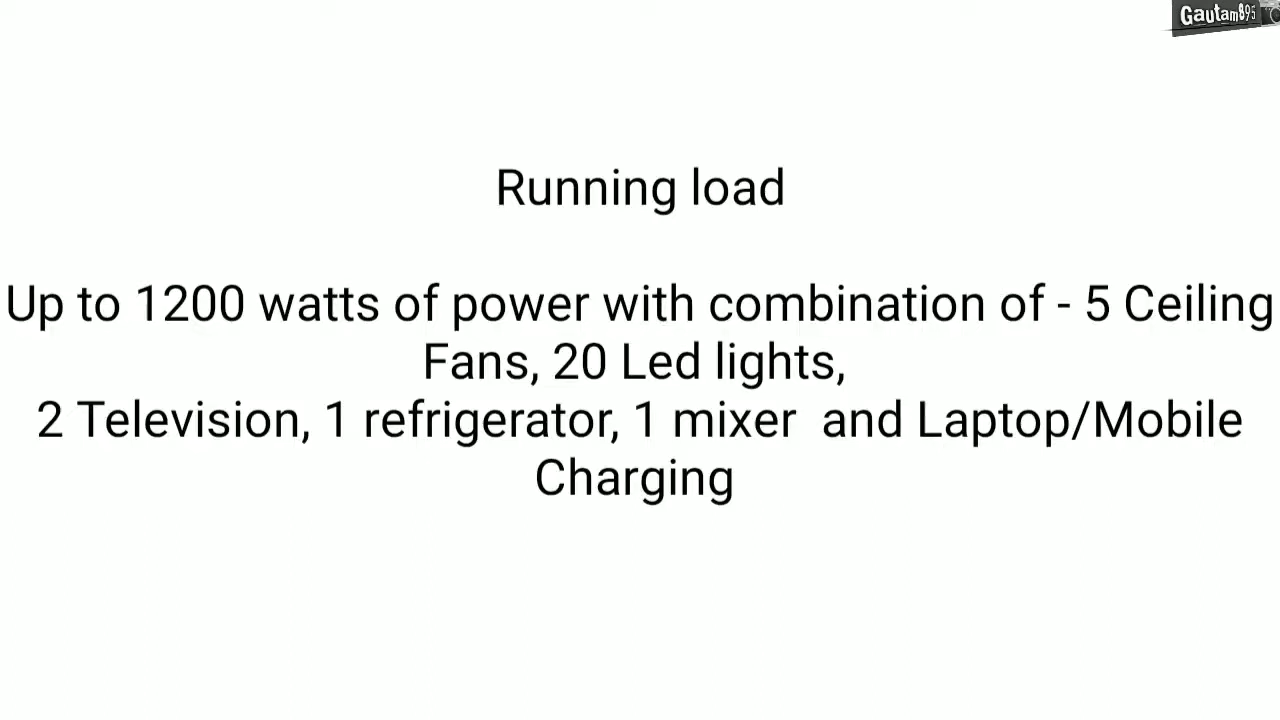 Gautam895
Running load
Up to 1200 watts of power with combination of - 5 Ceiling
Fans, 20 Led lights,
2 Television, 1 refrigerator, 1 mixer  and Laptop/Mobile
Charging